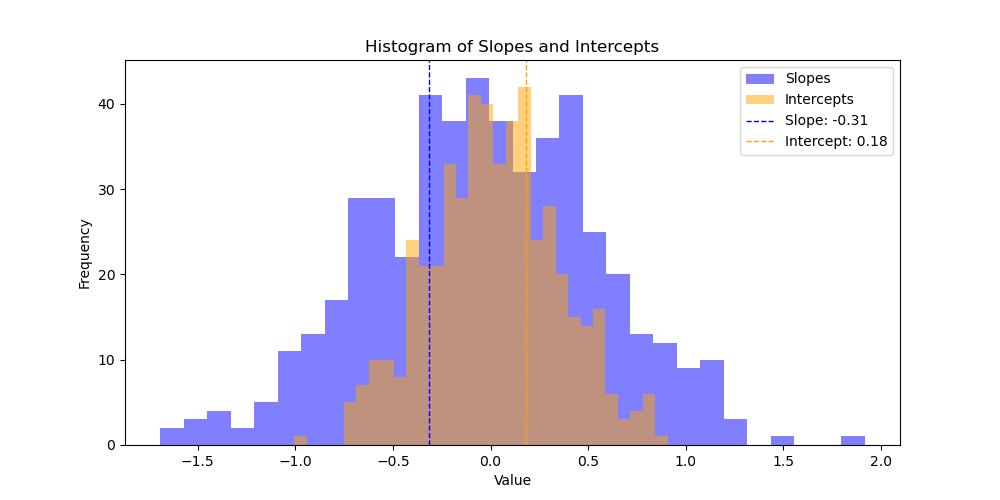 Histogram of Slopes and Intercepts
Slopes
Intercepts
Slope: -0.31
Intercept: 0.18
Frequency
40
30
20
10
0
−1.5 −1.0 −0.5 0.0 0.5 1.0 1.5 2.0
Value